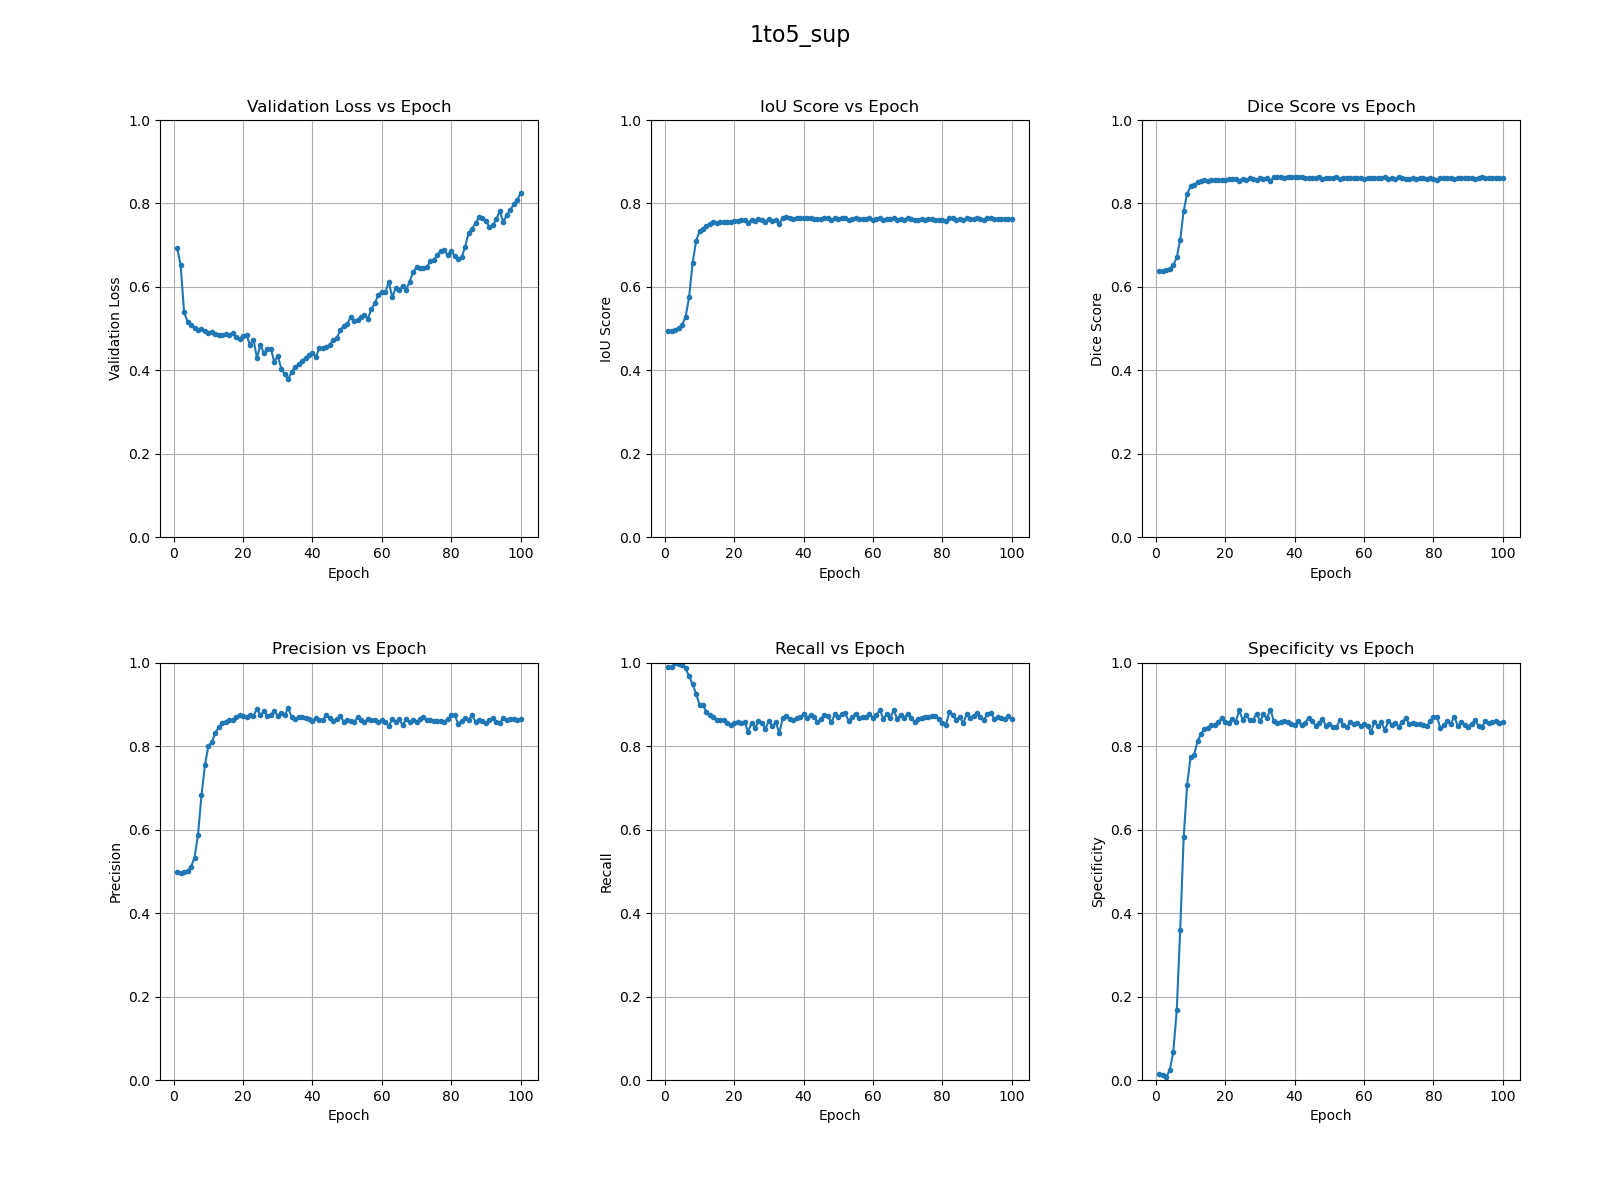 1to5_sup
Validation Loss vs Epoch
1.0
0.8
0.6
0.4
0.2
0.0
Validation Loss
0 20 40 60 80 100
Epoch
IoU Score vs Epoch
1.0
0.8
0.6
0.4
0.2
0.0
IoU Score
0 20 40 60 80 100
Epoch
Dice Score vs Epoch
1.0
0.8
0.6
0.4
0.2
0.0
Dice Score
0 20 40 60 80 100
Epoch
Precision vs Epoch
1.0
0.8
0.6
0.4
0.2
0.0
Precision
0 20 40 60 80 100
Epoch
Recall vs Epoch
1.0
0.8
0.6
0.4
0.2
0.0
Recall
0 20 40 60 80 100
Epoch
Specificity vs Epoch
1.0
0.8
0.6
0.4
0.2
0.0
Specificity
0 20 40 60 80 100
Epoch